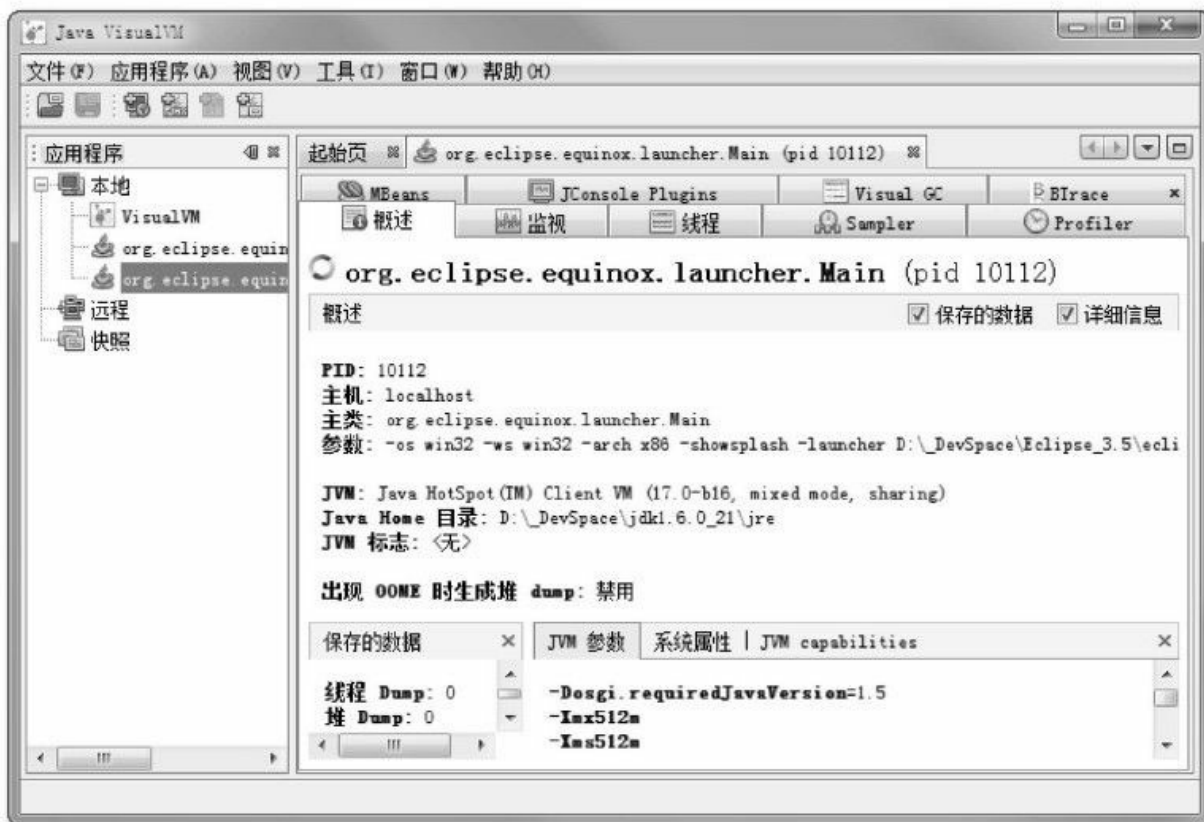 Java VisualVM
文件(F) 应用程序(A) 视图(V) 工具(T) 窗口(W) 帮助(H)
应用程序
本地
VisualVM
org.eclipse.equin
org.eclipse.equin
远程
快照
起始页 org.eclipse.equinox.launcher.Main (pid 10112)
MBeans JConsole Plugins Visual GC BTrace
概述 监视 线程 Sampler Profiler
org.eclipse.equinox.launcher.Main (pid 10112)
概述 保存的数据 详细信息
PID: 10112
主机: localhost
主类: org.eclipse.equinox.launcher.Main
参数: -os win32 -ws win32 -arch x86 -showsplash -launcher D:\_DevSpace\Eclipse_3.5\ecli
JVM: Java HotSpot(TM) Client VM (17.0-b16, mixed mode, sharing)
Java Home 目录: D:\_DevSpace\jdk1.6.0_21\jre
JVM 标志: <无>
出现 OOME 时生成堆 dump: 禁用
保存的数据
线程 Dump: 0
堆 Dump: 0
JVM 参数 系统属性 JVM capabilities
-Dosgi.requiredJavaVersion=1.5
-Xmx512m
-Xms512m